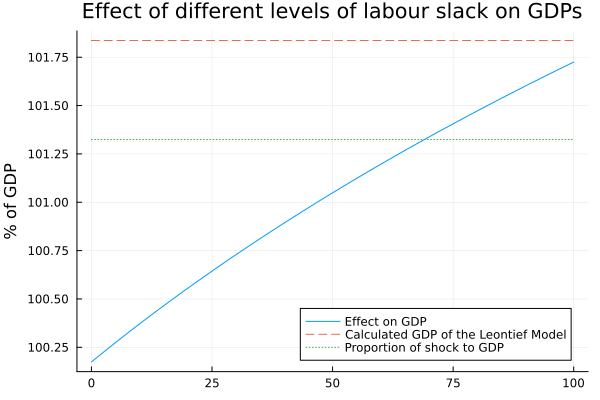 Effect of different levels of labour slack on GDPs
% of GDP
101.75
101.50
101.25
101.00
100.75
100.50
100.25
0
25
50
75
100
Effect on GDP
Calculated GDP of the Leontief Model
Proportion of shock to GDP